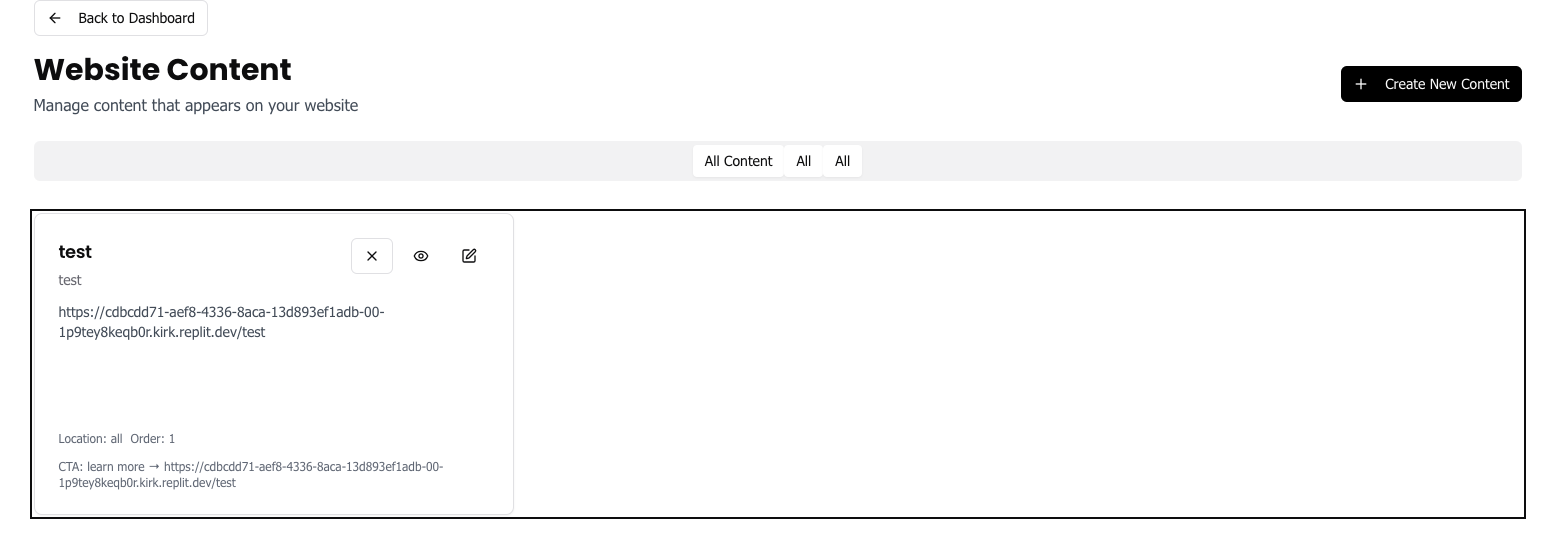 Back to Dashboard
Website Content
Manage content that appears on your website
Create New Content
All Content All All
test
test
https://cdbcdd71-aef8-4336-8aca-13d893ef1adb-00-
1p9tey8keqb0r.kirk.replit.dev/test
Location: all Order: 1
CTA: learn more → https://cdbcdd71-aef8-4336-8aca-13d893ef1adb-00-
1p9tey8keqb0r.kirk.replit.dev/test